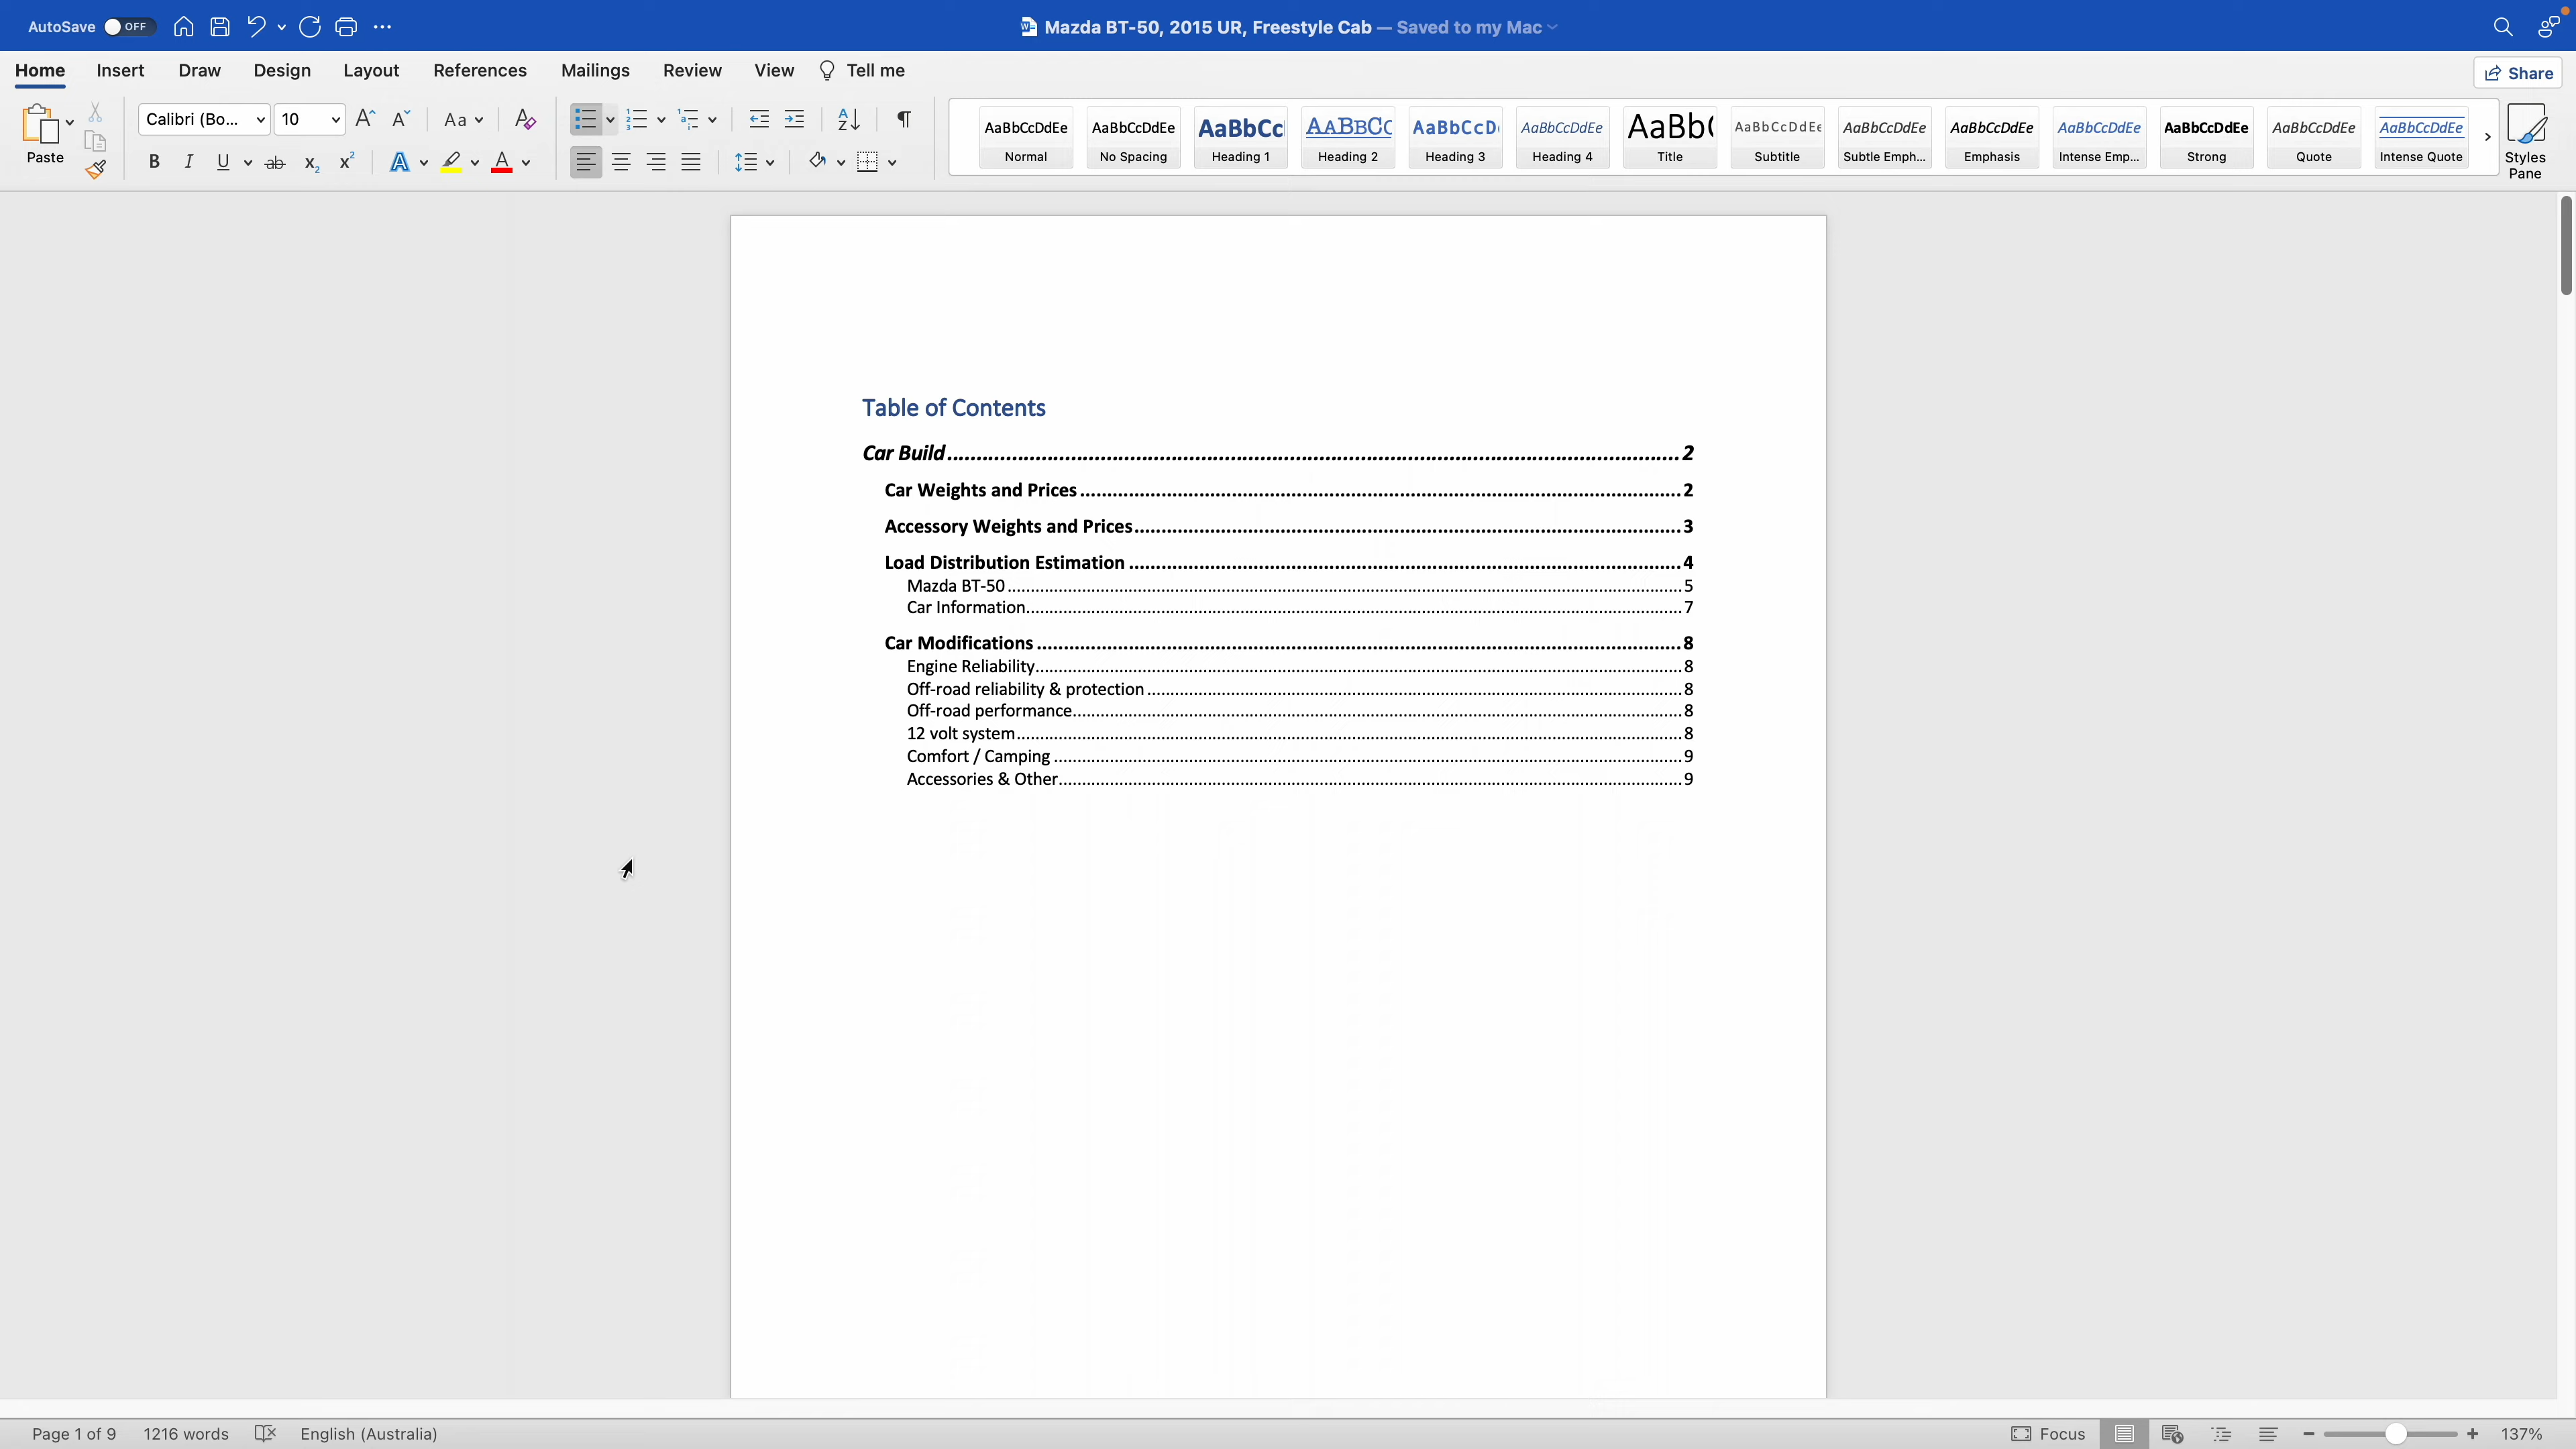 AutoSave OFF
Mazda BT-50, 2015 UR, Freestyle Cab — Saved to my Mac
Home Insert Draw Design Layout References Mailings Review View Tell me
Share
Paste
Calibri (Bo... 10
AaBbCcDdEe Normal
AaBbCcDdEe No Spacing
AaBbCc Heading 1
AABBCC Heading 2
AaBbCcD Heading 3
AaBbCcDdEe Heading 4
AaBb( Title
AaBbCcDdEe Subtitle
AaBbCcDdEe Subtle Emph...
AaBbCcDdEe Emphasis
AaBbCcDdEe Intense Emp...
AaBbCcDdEe Strong
AaBbCcDdEe Quote
AaBbCcDdEe Intense Quote
Styles
Pane
Table of Contents
Car Build 2
Car Weights and Prices 2
Accessory Weights and Prices 3
Load Distribution Estimation 4
Mazda BT-50 5
Car Information 7
Car Modifications 8
Engine Reliability 8
Off-road reliability & protection 8
Off-road performance 8
12 volt system 8
Comfort / Camping 9
Accessories & Other 9
Page 1 of 9 1216 words English (Australia)
Focus
137%